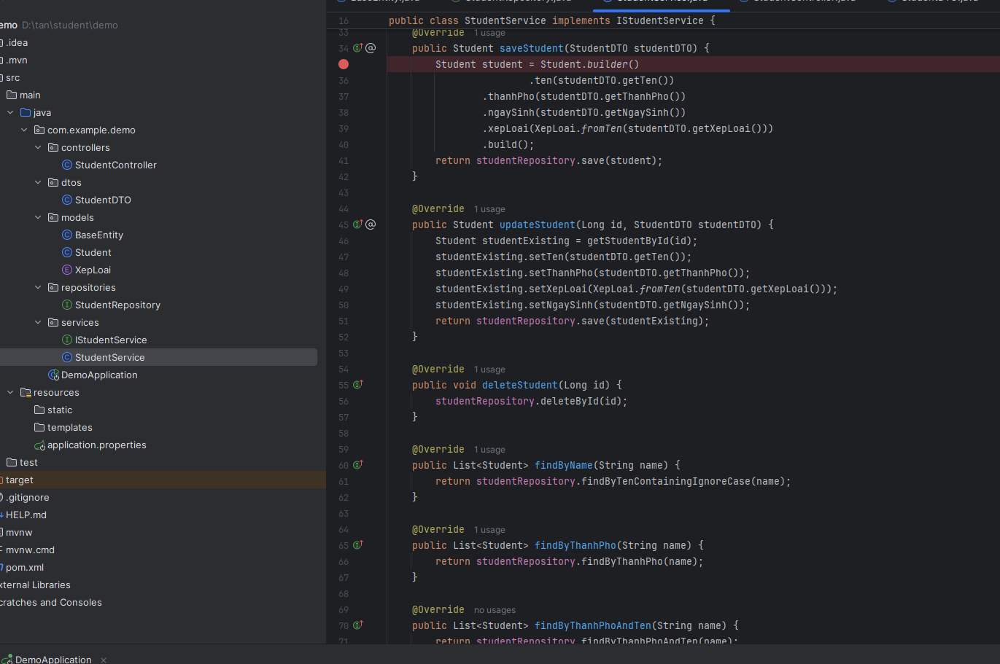 emo D:\tan\student\demo
.idea
.mvn
src
main
java
com.example.demo
controllers
StudentController
dtos
StudentDTO
models
BaseEntity
Student
XepLoai
repositories
StudentRepository
services
IStudentService
StudentService
DemoApplication
resources
static
templates
application.properties
test
target
.gitignore
HELP.md
mvnw
mvnw.cmd
pom.xml
xternal Libraries
cratches and Consoles
16 public class StudentService implements IStudentService {
33 @Override 1 usage
34 public Student saveStudent(StudentDTO studentDTO) {
Student student = Student.builder()
36 .ten(studentDTO.getTen())
37 .thanhPho(studentDTO.getThanhPho())
38 .ngaySinh(studentDTO.getNgaySinh())
39 .xepLoai(XepLoai.fromTen(studentDTO.getXepLoai()))
40 .build();
41 return studentRepository.save(student);
42 }
43
44 @Override 1 usage
45 public Student updateStudent(Long id, StudentDTO studentDTO) {
46 Student studentExisting = getStudentById(id);
47 studentExisting.setTen(studentDTO.getTen());
48 studentExisting.setThanhPho(studentDTO.getThanhPho());
49 studentExisting.setXepLoai(XepLoai.fromTen(studentDTO.getXepLoai()));
50 studentExisting.setNgaySinh(studentDTO.getNgaySinh());
51 return studentRepository.save(studentExisting);
52 }
53
54 @Override 1 usage
55 public void deleteStudent(Long id) {
56 studentRepository.deleteById(id);
57 }
58
59 @Override 1 usage
60 public List<Student> findByName(String name) {
61 return studentRepository.findByTenContainingIgnoreCase(name);
62 }
63
64 @Override 1 usage
65 public List<Student> findByThanhPho(String name) {
66 return studentRepository.findByThanhPho(name);
67 }
68
69 @Override no usages
70 public List<Student> findByThanhPhoAndTen(String name) {
71 return studentRepository.findByThanhPhoAndTen(name);
DemoApplication ×